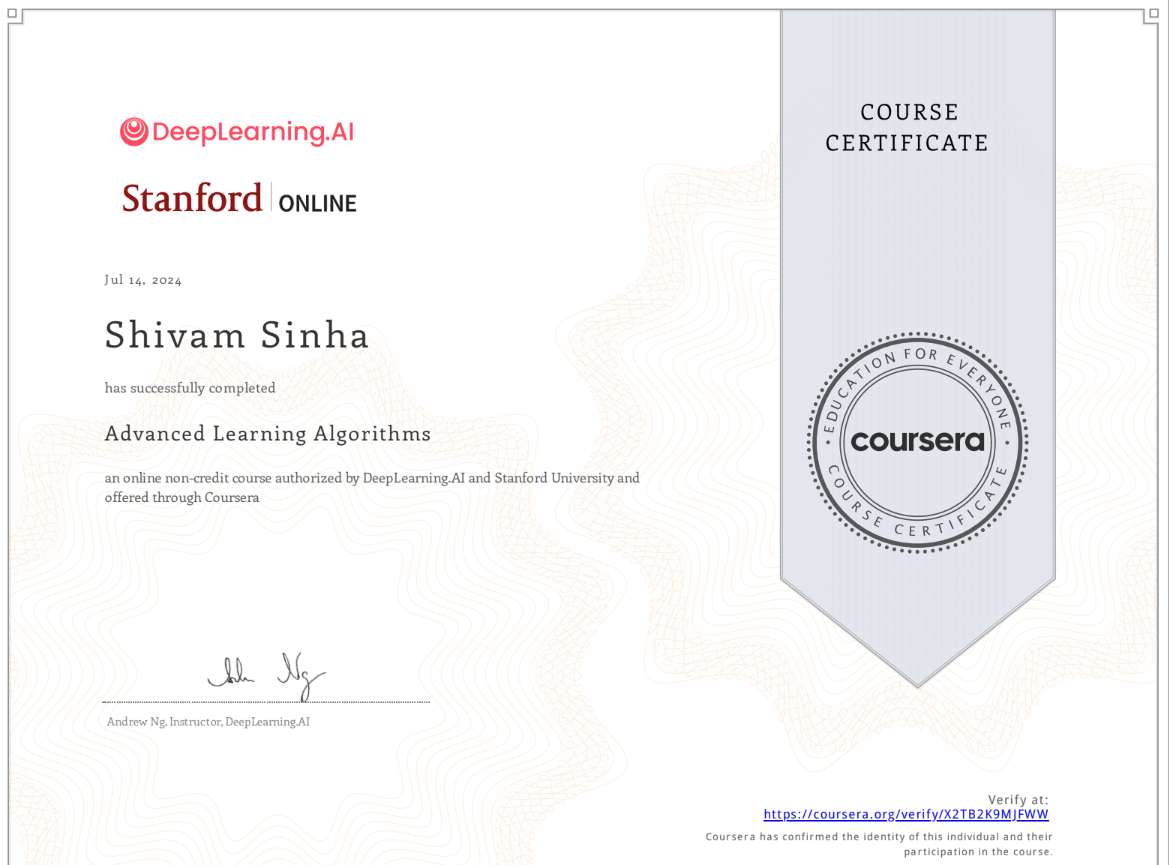 DeepLearning.AI
Stanford ONLINE
Jul 14, 2024
Shivam Sinha
has successfully completed
Advanced Learning Algorithms
an online non-credit course authorized by DeepLearning.AI and Stanford University and
offered through Coursera
Andrew Ng, Instructor, DeepLearning.AI
COURSE
CERTIFICATE
EDUCATION FOR EVERYONE
coursera
COURSE CERTIFICATE
Verify at:
https://coursera.org/verify/X2TB2K9MJFWW
Coursera has confirmed the identity of this individual and their
participation in the course.